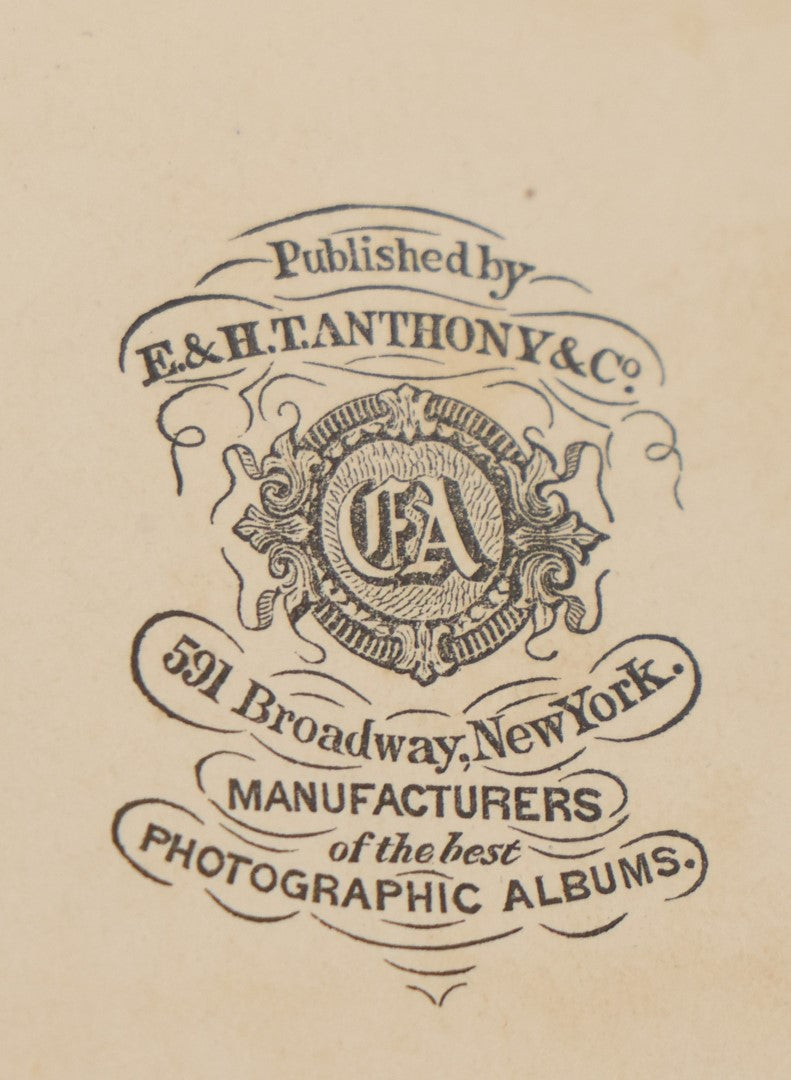 Published by
E. & H. T. ANTHONY & Co.
EA
591 Broadway, New York.
MANUFACTURERS
of the best
PHOTOGRAPHIC ALBUMS.